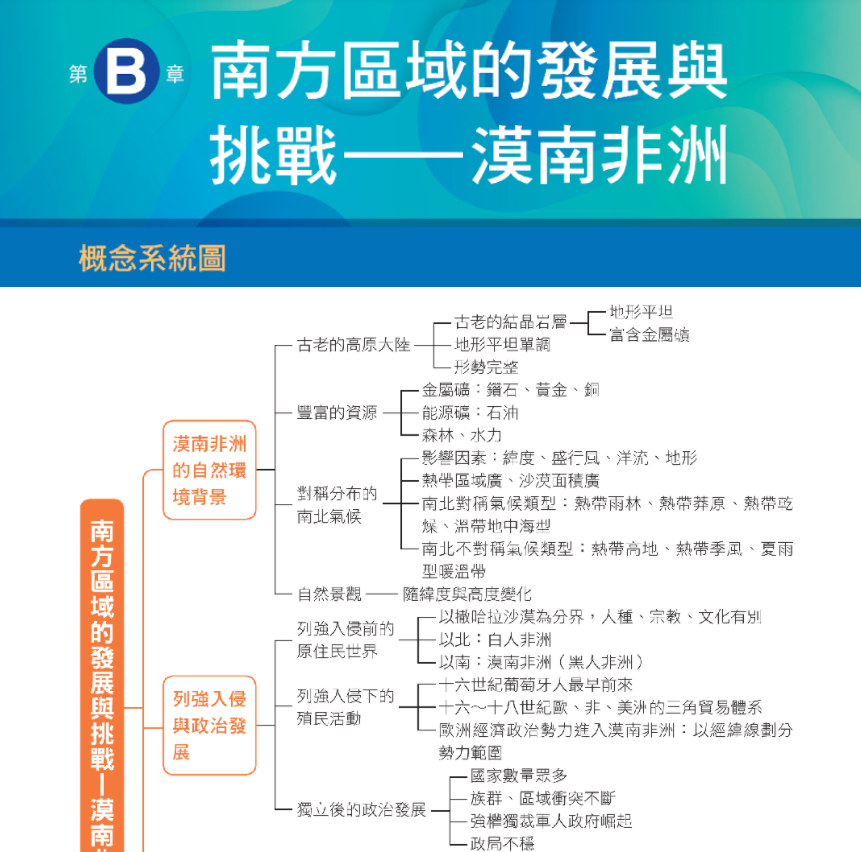 第 B 章 南方區域的發展與
挑戰——漠南非洲
概念系統圖
南方區域的發展與挑戰—漠南
漠南非洲
的自然環
境背景
古老的高原大陸
古老的結晶岩層
地形平坦
富含金屬礦
地形平坦單調
形勢完整
豐富的資源
金屬礦：鑽石、黃金、銅
能源礦：石油
森林、水力
對稱分布的
南北氣候
影響因素：緯度、盛行風、洋流、地形
熱帶區域廣、沙漠面積廣
南北對稱氣候類型：熱帶雨林、熱帶莽原、熱帶乾
燥、溫帶地中海型
南北不對稱氣候類型：熱帶高地、熱帶季風、夏雨
型暖溫帶
自然景觀
隨緯度與高度變化
列強入侵
與政治發
展
列強入侵前的
原住民世界
以撒哈拉沙漠為分界，人種、宗教、文化有別
以北：白人非洲
以南：漠南非洲（黑人非洲）
列強入侵下的
殖民活動
十六世紀葡萄牙人最早前來
十六～十八世紀歐、非、美洲的三角貿易體系
歐洲經濟政治勢力進入漠南非洲：以經緯線劃分
勢力範圍
獨立後的政治發展
國家數量眾多
族群、區域衝突不斷
強權獨裁軍人政府崛起
政局不穩